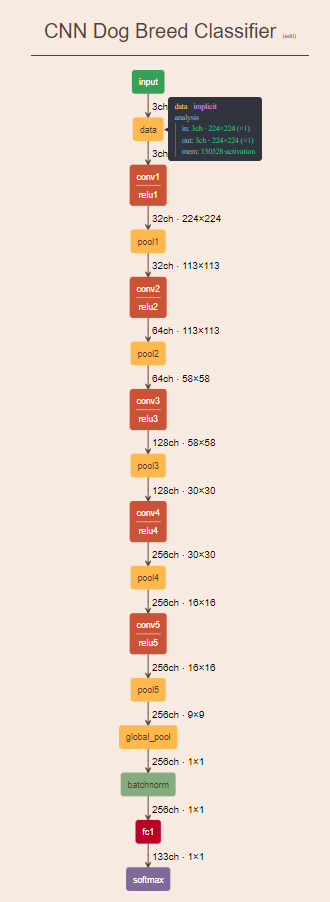 CNN Dog Breed Classifier (edit)
input
3ch
data implicit
analysis
in: 3ch · 224×224 (×1)
out: 3ch · 224×224 (×1)
mem: 150528·activation
data
3ch
conv1
relu1
32ch · 224×224
pool1
32ch · 113×113
conv2
relu2
64ch · 113×113
pool2
64ch · 58×58
conv3
relu3
128ch · 58×58
pool3
128ch · 30×30
conv4
relu4
256ch · 30×30
pool4
256ch · 16×16
conv5
relu5
256ch · 16×16
pool5
256ch · 9×9
global_pool
256ch · 1×1
batchnorm
256ch · 1×1
fc1
133ch · 1×1
softmax